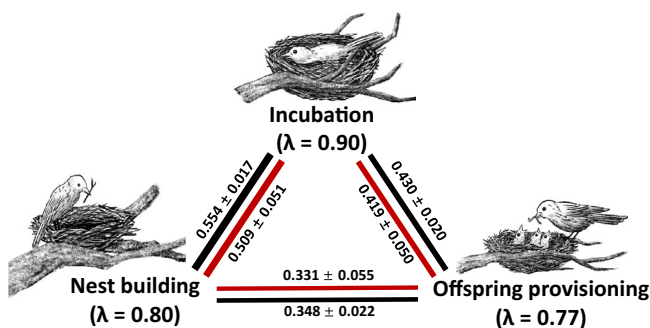 Incubation
(λ = 0.90)
0.554 ± 0.017
0.509 ± 0.051
0.430 ± 0.020
0.419 ± 0.050
Nest building
(λ = 0.80)
0.331 ± 0.055
0.348 ± 0.022
Offspring provisioning
(λ = 0.77)